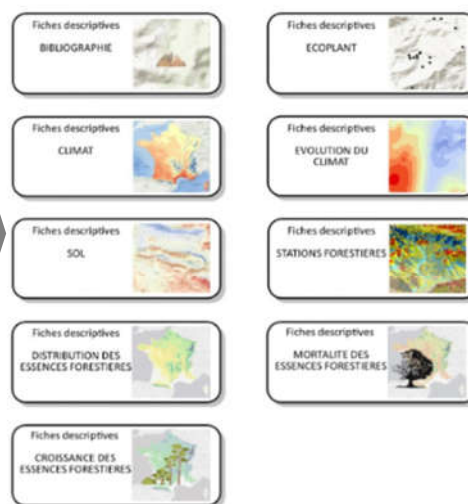 Fiches descriptives
BIBLIOGRAPHIE
Fiches descriptives
ECOPLANT
Fiches descriptives
CLIMAT
Fiches descriptives
EVOLUTION DU
CLIMAT
Fiches descriptives
SOL
Fiches descriptives
STATIONS FORESTIERES
Fiches descriptives
DISTRIBUTION DES
ESSENCES FORESTIERES
Fiches descriptives
MORTALITE DES
ESSENCES FORESTIERES
Fiches descriptives
CROISSANCE DES
ESSENCES FORESTIERES